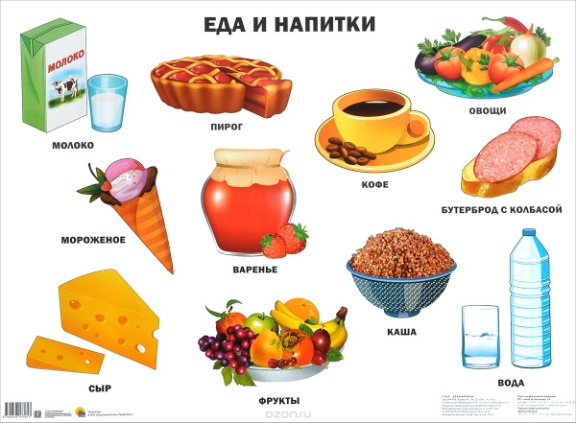 ЕДА И НАПИТКИ
МОЛОКО
МОЛОКО
ПИРОГ
КОФЕ
ОВОЩИ
БУТЕРБРОД С КОЛБАСОЙ
МОРОЖЕНОЕ
ВАРЕНЬЕ
КАША
СЫР
ФРУКТЫ
ВОДА
ozon.ru